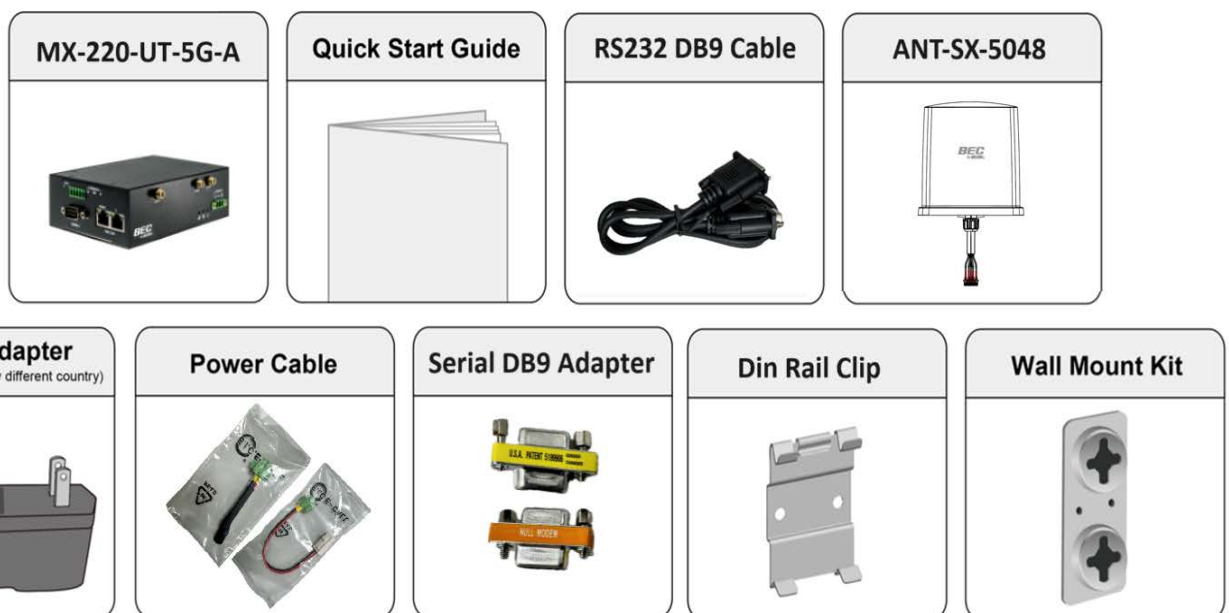 MX-220-UT-5G-A
Quick Start Guide
RS232 DB9 Cable
ANT-SX-5048
BEC
BEC
dapter
different country)
Power Cable
Serial DB9 Adapter
Din Rail Clip
Wall Mount Kit
U.S.A. PATENT 5199906
NULL MODEM